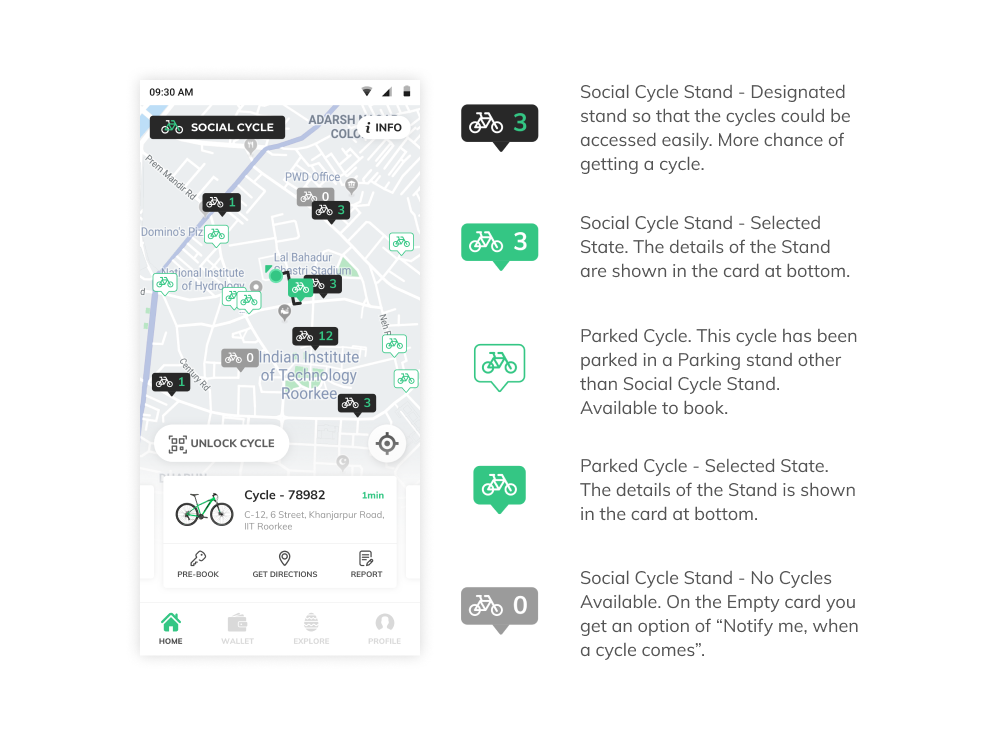 09:30 AM
SOCIAL CYCLE
ADARSH NAGAR
COLO
i INFO
Prem Mandir Rd
PWD Office
0
1
3
Domino's Piz
Lal Bahadur
Shastri Stadium
National Institute
of Hydrology
d
3
Neh
12
0
Indian Institute
of Technology
Roorkee
Century Rd
1
3
UNLOCK CYCLE
Cycle - 78982
1min
C-12, 6 Street, Khanjarpur Road,
IIT Roorkee
PRE-BOOK
GET DIRECTIONS
REPORT
HOME
WALLET
EXPLORE
PROFILE
3
Social Cycle Stand - Designated
stand so that the cycles could be
accessed easily. More chance of
getting a cycle.
3
Social Cycle Stand - Selected
State. The details of the Stand
are shown in the card at bottom.
Parked Cycle. This cycle has been
parked in a Parking stand other
than Social Cycle Stand.
Available to book.
Parked Cycle - Selected State.
The details of the Stand is shown
in the card at bottom.
0
Social Cycle Stand - No Cycles
Available. On the Empty card you
get an option of “Notify me, when
a cycle comes”.